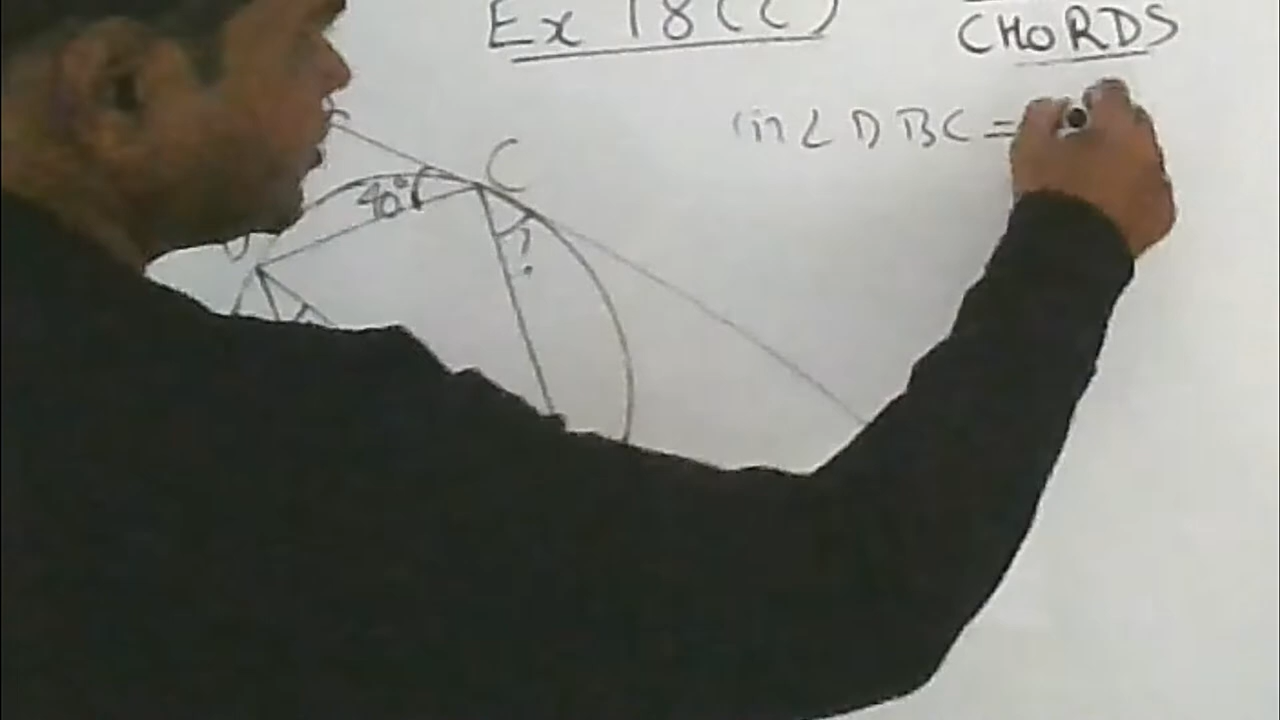 Ex 18(C)
CHORDS
(i) ∠DBC =
C
40°
?
D